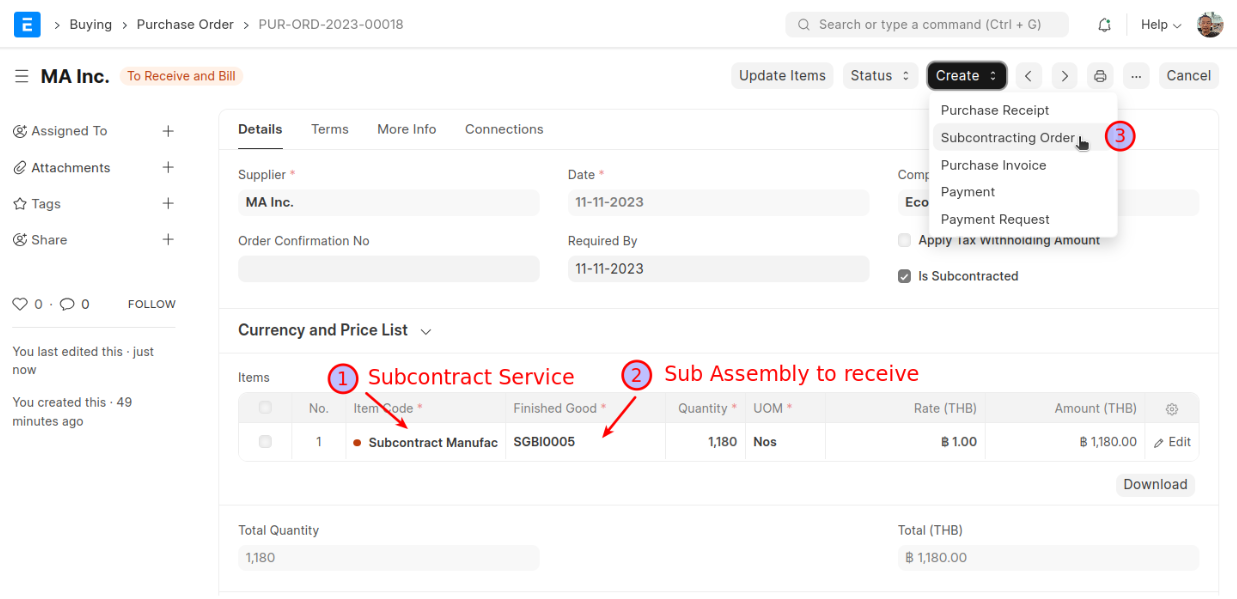 E > Buying > Purchase Order > PUR-ORD-2023-00018
Search or type a command (Ctrl + G)
Help
MA Inc. To Receive and Bill
Update Items Status Create ... Cancel
Purchase Receipt
Subcontracting Order 3
Purchase Invoice
Payment
Payment Request
Assigned To +
Attachments +
Tags +
Share +
0 · 0 FOLLOW
You last edited this · just
now
You created this · 49
minutes ago
Details Terms More Info Connections
Supplier * Date * Comp
MA Inc. 11-11-2023 Eco
Order Confirmation No Required By Apply Tax Withholding Amount
11-11-2023
Is Subcontracted
Currency and Price List
Items
1 Subcontract Service 2 Sub Assembly to receive
No. Item Code * Finished Good * Quantity * UOM * Rate (THB) Amount (THB)
1 Subcontract Manufac SGBI0005 1,180 Nos ฿ 1.00 ฿ 1,180.00 Edit
Download
Total Quantity Total (THB)
1,180 ฿ 1,180.00